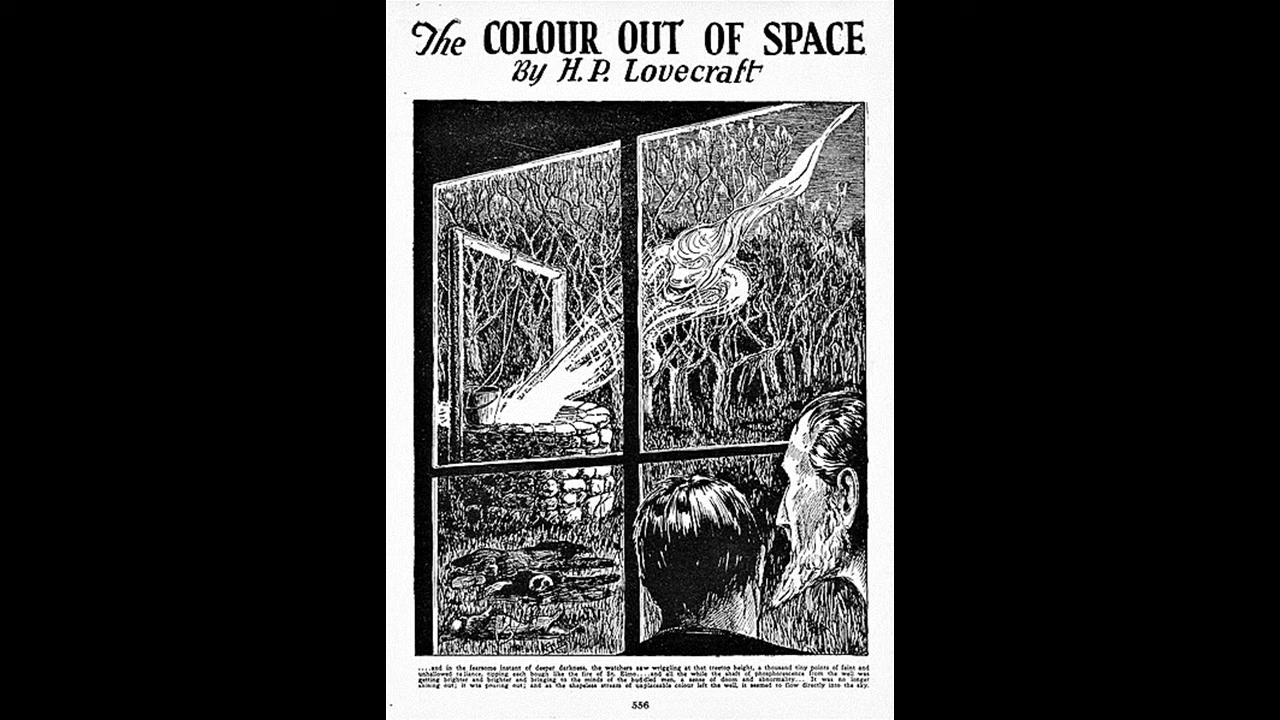 The COLOUR OUT OF SPACE
By H.P. Lovecraft
....and in the fearsome instant of deeper darkness, the watchers saw wriggling at that treetop height, a thousand tiny points of faint and
unhallowed radiance, tipping each bough like the fire of St. Elmo....and all the while the shaft of phosphorescence from the well was
getting brighter and brighter and bringing to the minds of the huddled men, a sense of doom and abnormality... It was no longer
shining out; it was pouring out; and as the shapeless stream of unplaceable colour left the well, it seemed to flow directly into the sky.
556